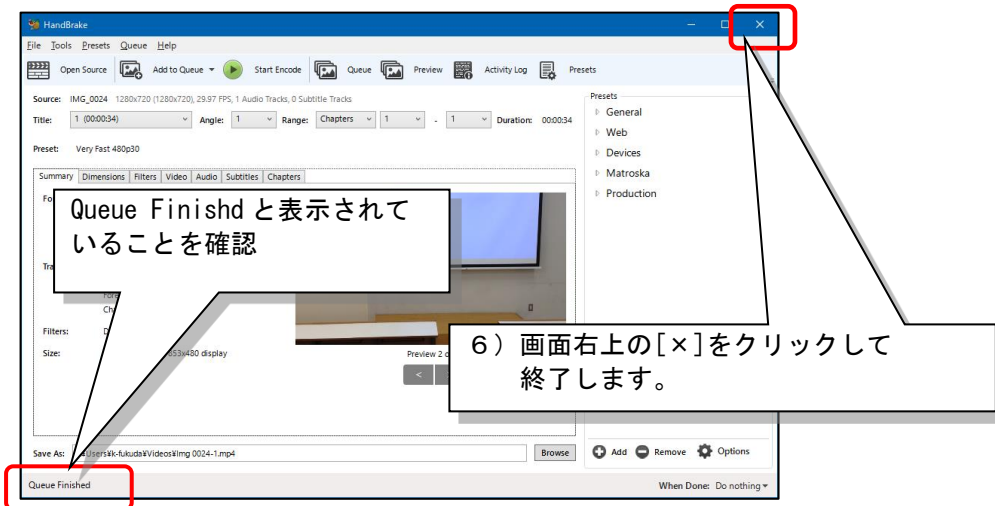 HandBrake
File Tools Presets Queue Help
Open Source Add to Queue Start Encode Queue Preview Activity Log Presets
Source: IMG_0024 1280x720 (1280x720), 29.97 FPS, 1 Audio Tracks, 0 Subtitle Tracks
Title: 1 (00:00:34) Angle: 1 Range: Chapters 1 - 1 Duration: 00:00:34
Preset: Very Fast 480p30
Summary Dimensions Filters Video Audio Subtitles Chapters
Presets
General
Web
Devices
Matroska
Production
Queue Finishd と表示されて
いることを確認
Filters:
Size: 853x480 display
Preview 2
<
6）画面右上の[×]をクリックして
終了します。
Save As: ¥Users¥k-fukuda¥Videos¥Img 0024-1.mp4 Browse
Add Remove Options
Queue Finished
When Done: Do nothing